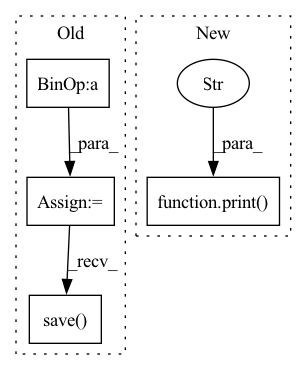 Old
New
BinOp:a
Str
_para_
_para_
Assign:=
function.print()
_recv_
save()